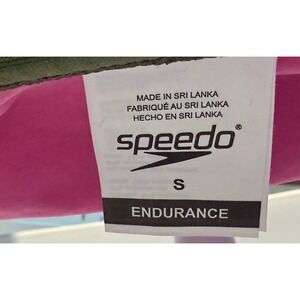 MADE IN SRI LANKA
FABRIQUÉ AU SRI LANKA
HECHO EN SRI LANKA
speedo®
S
ENDURANCE